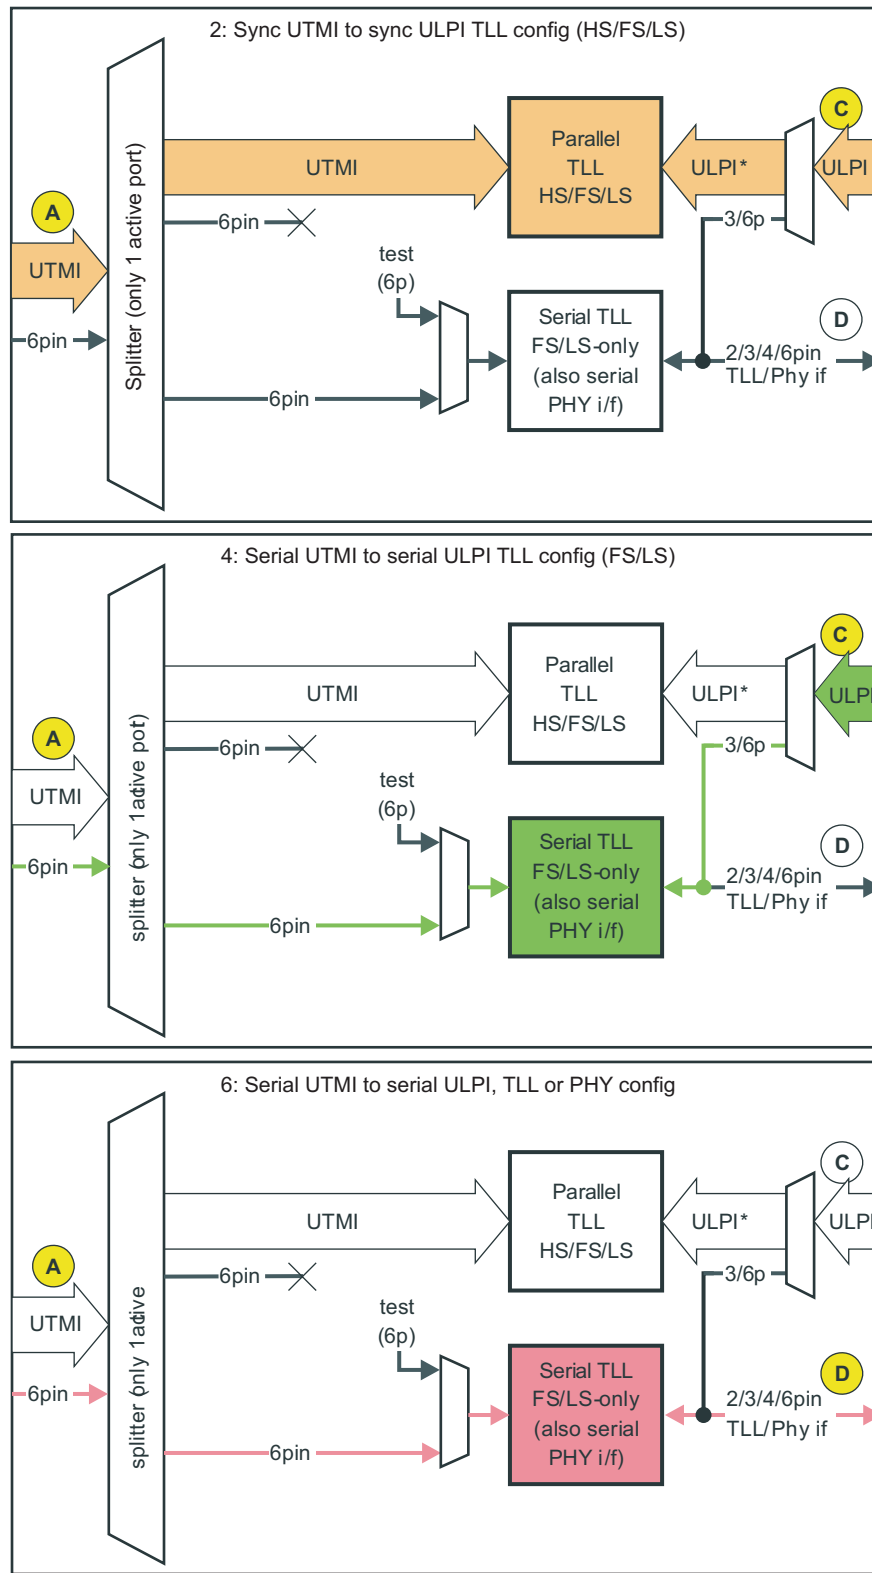 2: Sync UTMI to sync ULPI TLL config (HS/FS/LS)
C
Parallel
TLL
HS/FS/LS
UTMI
ULPI*
ULPI
A
6pin
3/6p
UTMI
Splitter (only 1 active port)
test
(6p)
D
6pin
Serial TLL
FS/LS-only
(also serial
PHY i/f)
2/3/4/6pin
TLL/Phy if
6pin
4: Serial UTMI to serial ULPI TLL config (FS/LS)
C
Parallel
TLL
HS/FS/LS
UTMI
ULPI*
ULPI
A
6pin
3/6p
UTMI
splitter (only 1active pot)
test
(6p)
D
6pin
Serial TLL
FS/LS-only
(also serial
PHY i/f)
2/3/4/6pin
TLL/Phy if
6pin
6: Serial UTMI to serial ULPI, TLL or PHY config
C
Parallel
TLL
HS/FS/LS
UTMI
ULPI*
ULPI
A
6pin
3/6p
UTMI
splitter (only 1active
test
(6p)
D
6pin
Serial TLL
FS/LS-only
(also serial
PHY i/f)
2/3/4/6pin
TLL/Phy if
6pin